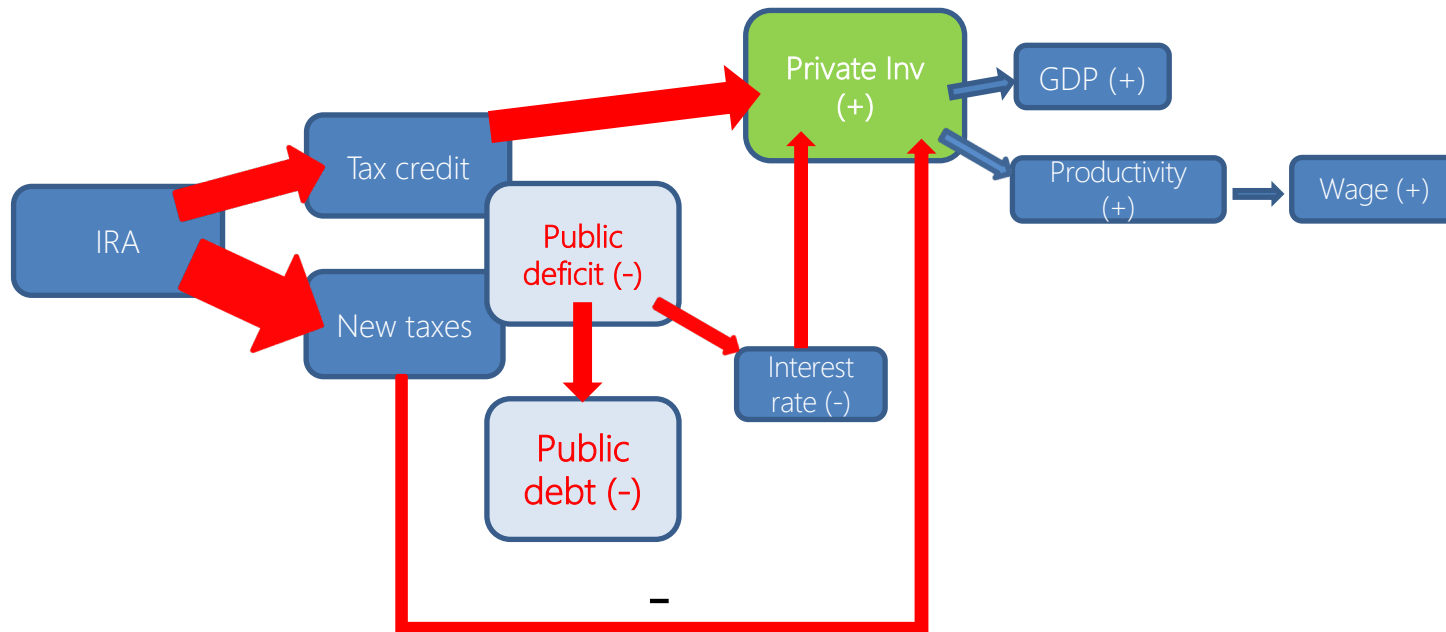 Private Inv
(+)
GDP (+)
Tax credit
Productivity
(+)
Wage (+)
IRA
Public
deficit (-)
New taxes
Interest
rate (-)
Public
debt (-)
–